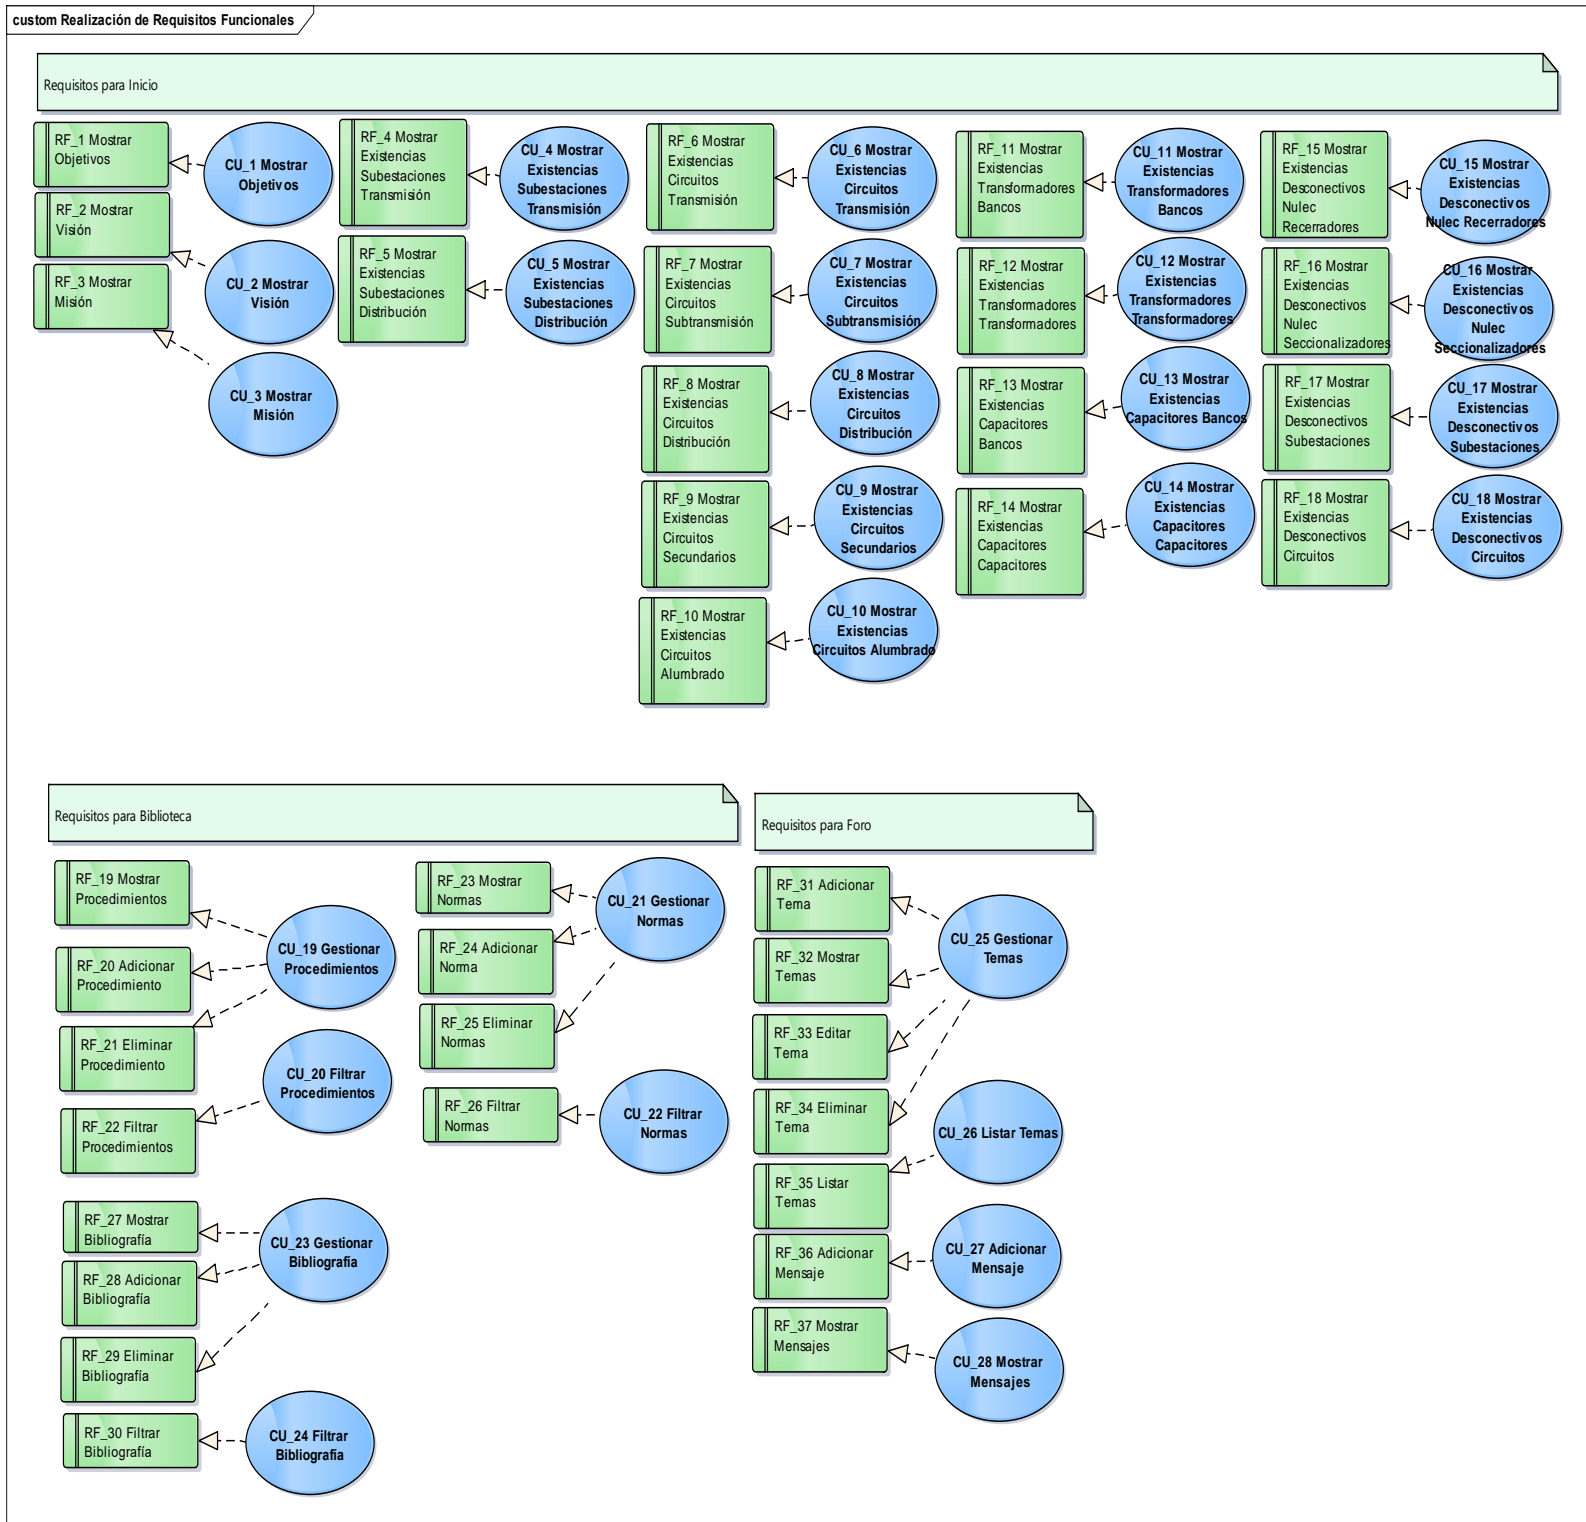 custom Realización de Requisitos Funcionales
Requisitos para Inicio
RF_1 Mostrar
Objetivos
CU_1 Mostrar
Objetivos
RF_2 Mostrar
Visión
CU_2 Mostrar
Visión
RF_3 Mostrar
Misión
CU_3 Mostrar
Misión
RF_4 Mostrar
Existencias
Subestaciones
Transmisión
CU_4 Mostrar
Existencias
Subestaciones
Transmisión
RF_5 Mostrar
Existencias
Subestaciones
Distribución
CU_5 Mostrar
Existencias
Subestaciones
Distribución
RF_6 Mostrar
Existencias
Circuitos
Transmisión
CU_6 Mostrar
Existencias
Circuitos
Transmisión
RF_7 Mostrar
Existencias
Circuitos
Subtransmisión
CU_7 Mostrar
Existencias
Circuitos
Subtransmisión
RF_8 Mostrar
Existencias
Circuitos
Distribución
CU_8 Mostrar
Existencias
Circuitos
Distribución
RF_9 Mostrar
Existencias
Circuitos
Secundarios
CU_9 Mostrar
Existencias
Circuitos
Secundarios
RF_10 Mostrar
Existencias
Circuitos
Alumbrado
CU_10 Mostrar
Existencias
Circuitos Alumbrado
RF_11 Mostrar
Existencias
Transformadores
Bancos
CU_11 Mostrar
Existencias
Transformadores
Bancos
RF_12 Mostrar
Existencias
Transformadores
Transformadores
CU_12 Mostrar
Existencias
Transformadores
Transformadores
RF_13 Mostrar
Existencias
Capacitores
Bancos
CU_13 Mostrar
Existencias
Capacitores Bancos
RF_14 Mostrar
Existencias
Capacitores
Capacitores
CU_14 Mostrar
Existencias
Capacitores
Capacitores
RF_15 Mostrar
Existencias
Desconectivos
Nulec
Recerradores
CU_15 Mostrar
Existencias
Desconectivos
Nulec Recerradores
RF_16 Mostrar
Existencias
Desconectivos
Nulec
Seccionalizadores
CU_16 Mostrar
Existencias
Desconectivos
Nulec
Seccionalizadores
RF_17 Mostrar
Existencias
Desconectivos
Subestaciones
CU_17 Mostrar
Existencias
Desconectivos
Subestaciones
RF_18 Mostrar
Existencias
Desconectivos
Circuitos
CU_18 Mostrar
Existencias
Desconectivos
Circuitos
Requisitos para Biblioteca
RF_19 Mostrar
Procedimientos
RF_20 Adicionar
Procedimiento
RF_21 Eliminar
Procedimiento
CU_19 Gestionar
Procedimientos
RF_22 Filtrar
Procedimientos
CU_20 Filtrar
Procedimientos
RF_23 Mostrar
Normas
RF_24 Adicionar
Norma
RF_25 Eliminar
Normas
CU_21 Gestionar
Normas
RF_26 Filtrar
Normas
CU_22 Filtrar
Normas
RF_27 Mostrar
Bibliografía
RF_28 Adicionar
Bibliografía
RF_29 Eliminar
Bibliografía
CU_23 Gestionar
Bibliografía
RF_30 Filtrar
Bibliografía
CU_24 Filtrar
Bibliografía
Requisitos para Foro
RF_31 Adicionar
Tema
RF_32 Mostrar
Temas
RF_33 Editar
Tema
RF_34 Eliminar
Tema
CU_25 Gestionar
Temas
RF_35 Listar
Temas
CU_26 Listar Temas
RF_36 Adicionar
Mensaje
CU_27 Adicionar
Mensaje
RF_37 Mostrar
Mensajes
CU_28 Mostrar
Mensajes